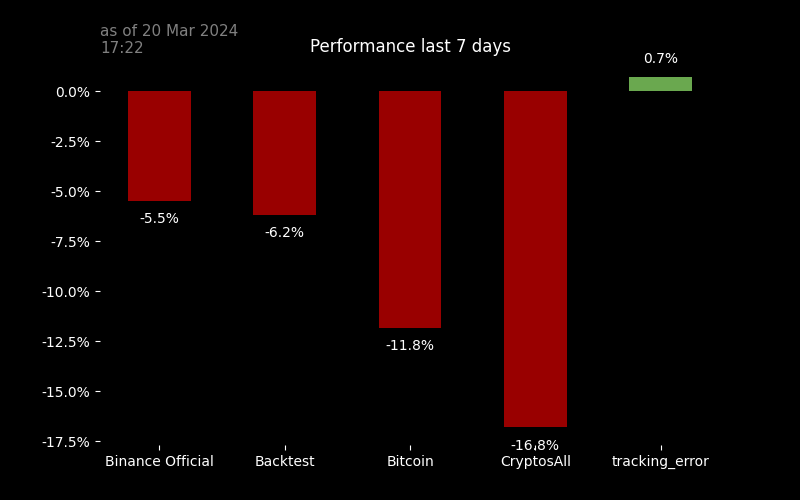 as of 20 Mar 2024
17:22
Performance last 7 days
0.7%
0.0%
-2.5%
-5.0%
-5.5%
-6.2%
-7.5%
-10.0%
-12.5%
-11.8%
-15.0%
-17.5%
-16.8%
Binance Official
Backtest
Bitcoin
CryptosAll
tracking_error